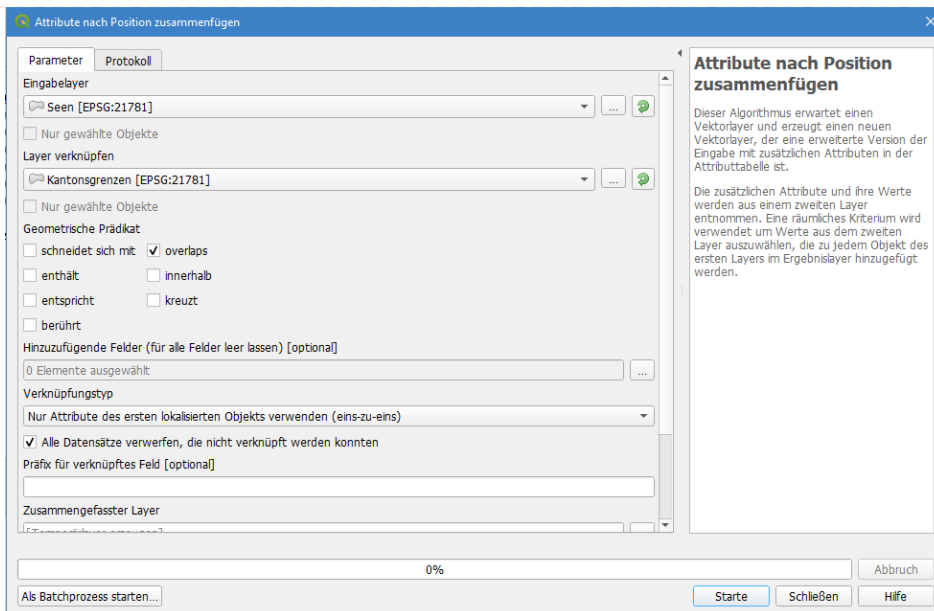 Attribute nach Position zusammenfügen
Parameter
Protokoll
Eingabelayer
Seen [EPSG:21781]
...
Nur gewählte Objekte
Layer verknüpfen
Kantonsgrenzen [EPSG:21781]
...
Nur gewählte Objekte
Geometrische Prädikat
schneidet sich mit
overlaps
enthält
innerhalb
entspricht
kreuzt
berührt
Hinzuzufügende Felder (für alle Felder leer lassen) [optional]
0 Elemente ausgewählt
...
Verknüpfungstyp
Nur Attribute des ersten lokalisierten Objekts verwenden (eins-zu-eins)
Alle Datensätze verwerfen, die nicht verknüpft werden konnten
Präfix für verknüpftes Feld [optional]
Zusammengefasster Layer
Attribute nach Position
zusammenfügen
Dieser Algorithmus erwartet einen
Vektorlayer und erzeugt einen neuen
Vektorlayer, der eine erweiterte Version der
Eingabe mit zusätzlichen Attributen in der
Attributtabelle ist.
Die zusätzlichen Attribute und ihre Werte
werden aus einem zweiten Layer
entnommen. Eine räumliches Kriterium wird
verwendet um Werte aus dem zweiten
Layer auszuwählen, die zu jedem Objekt des
ersten Layers im Ergebnislayer hinzugefügt
werden.
0%
Abbruch
Als Batchprozess starten...
Starte
Schließen
Hilfe